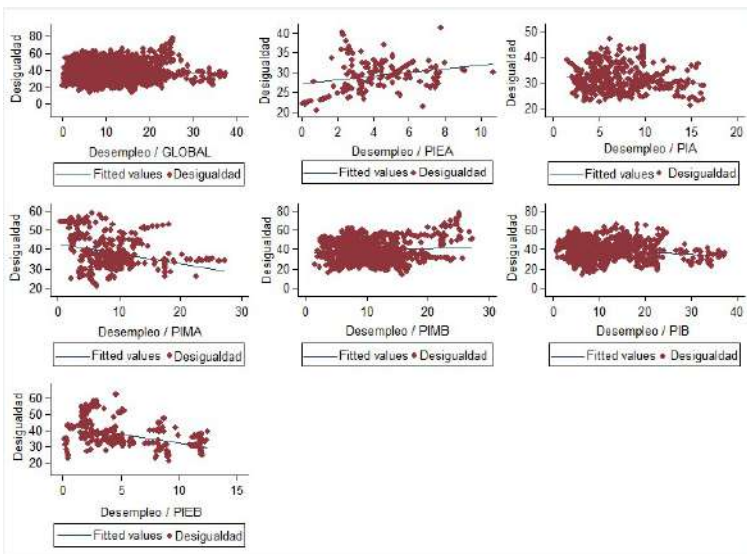 Desigualdad
80
60
40
20
0
0 10 20 30 40
Desempleo / GLOBAL
Fitted values Desigualdad
Desigualdad
40
35
30
25
20
0 2 4 6 8 10
Desempleo / PIEA
Fitted values Desigualdad
Desigualdad
50
40
30
20
0 5 10 15 20
Desempleo / PIA
Fitted values Desigualdad
Desigualdad
60
50
40
30
20
0 10 20 30
Desempleo / PIMA
Fitted values Desigualdad
Desigualdad
80
60
40
20
0
0 10 20 30
Desempleo / PIMB
Fitted values Desigualdad
Desigualdad
80
60
40
20
0
0 10 20 30 40
Desempleo / PIB
Fitted values Desigualdad
Desigualdad
60
50
40
30
20
0 5 10 15
Desempleo / PIEB
Fitted values Desigualdad